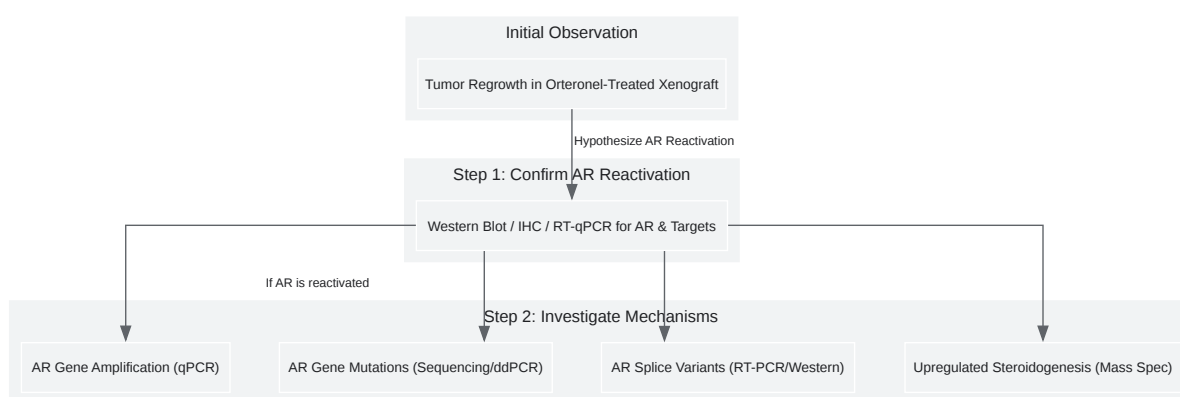 Initial Observation
Tumor Regrowth in Orteronel-Treated Xenograft
Hypothesize AR Reactivation
Step 1: Confirm AR Reactivation
Western Blot / IHC / RT-qPCR for AR & Targets
If AR is reactivated
Step 2: Investigate Mechanisms
AR Gene Amplification (qPCR)
AR Gene Mutations (Sequencing/ddPCR)
AR Splice Variants (RT-PCR/Western)
Upregulated Steroidogenesis (Mass Spec)